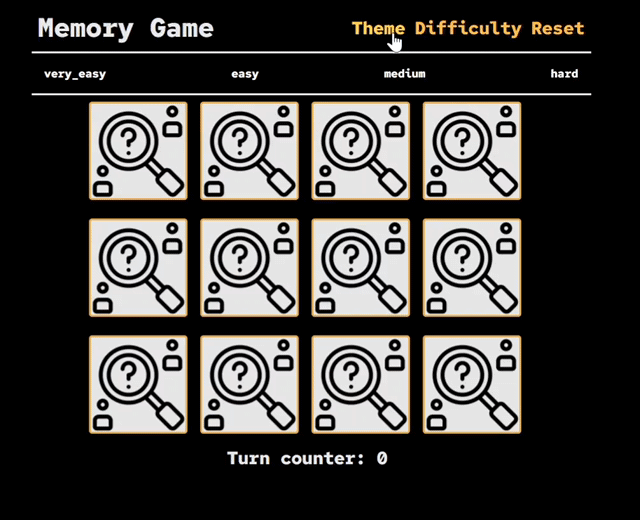 Memory Game Theme Difficulty Reset
very_easy easy medium hard
? ? ? ?
? ? ? ?
? ? ? ?
Turn counter: 0